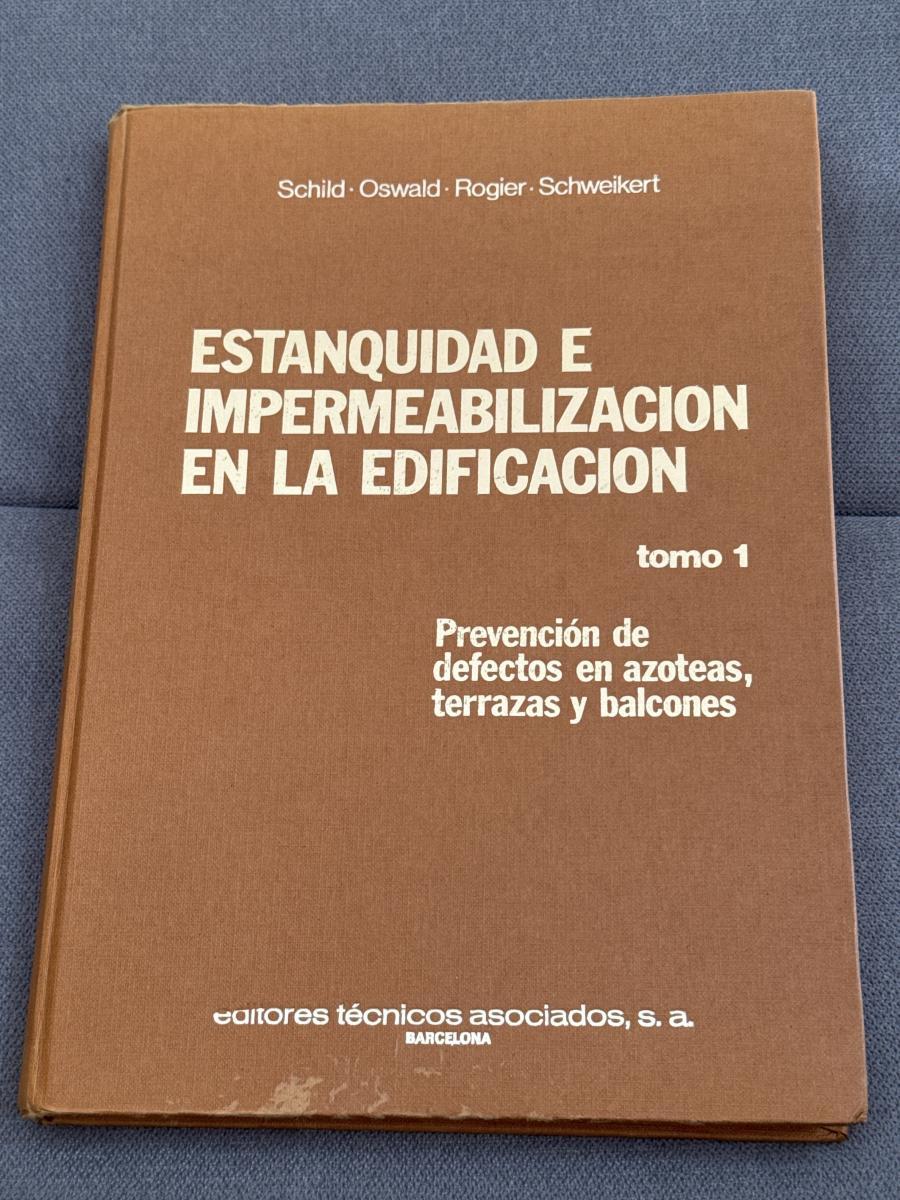 Schild · Oswald · Rogier · Schweikert
ESTANQUIDAD E
IMPERMEABILIZACION
EN LA EDIFICACION
tomo 1
Prevención de
defectos en azoteas,
terrazas y balcones
editores técnicos asociados, s. a.
BARCELONA